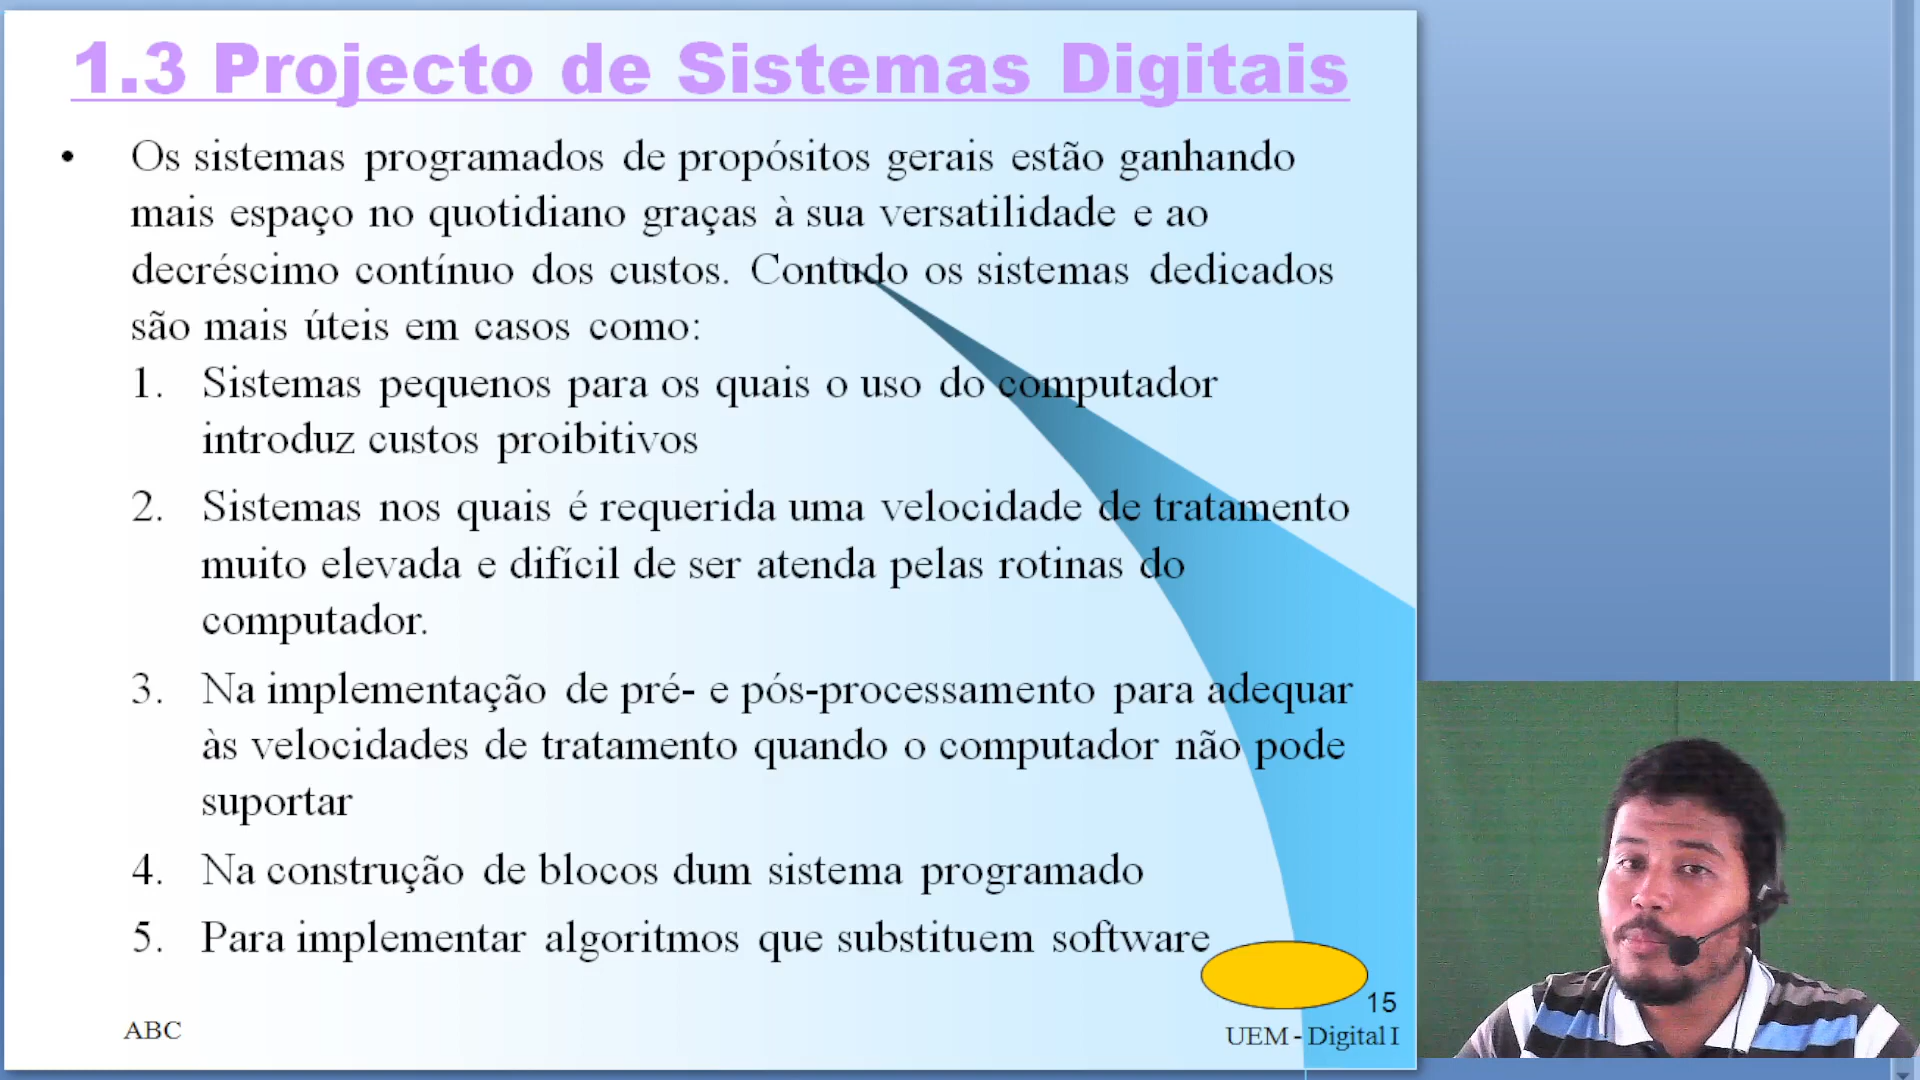 1.3 Projecto de Sistemas Digitais
• Os sistemas programados de propósitos gerais estão ganhando
mais espaço no quotidiano graças à sua versatilidade e ao
decréscimo contínuo dos custos. Contudo os sistemas dedicados
são mais úteis em casos como:
1. Sistemas pequenos para os quais o uso do computador
introduz custos proibitivos
2. Sistemas nos quais é requerida uma velocidade de tratamento
muito elevada e difícil de ser atenda pelas rotinas do
computador.
3. Na implementação de pré- e pós-processamento para adequar
às velocidades de tratamento quando o computador não pode
suportar
4. Na construção de blocos dum sistema programado
5. Para implementar algoritmos que substituem software
15
ABC
UEM - Digital I